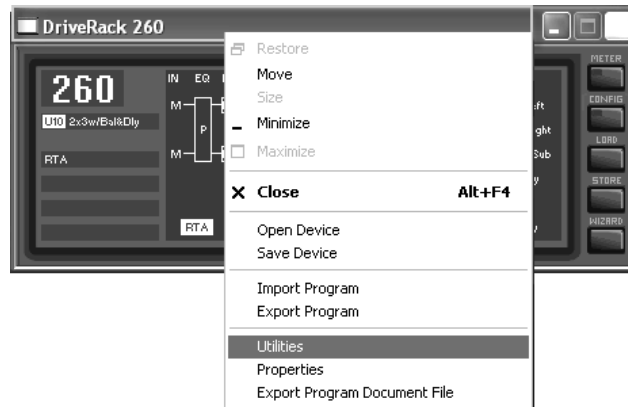 DriveRack 260
Restore
Move
Size
Minimize
Maximize
Close Alt+F4
Open Device
Save Device
Import Program
Export Program
Utilities
Properties
Export Program Document File
260
U10 2x3w/Bal&Dly
RTA
IN EQ
M
P
M
RTA
METER
CONFIG
LOAD
STORE
WIZARD